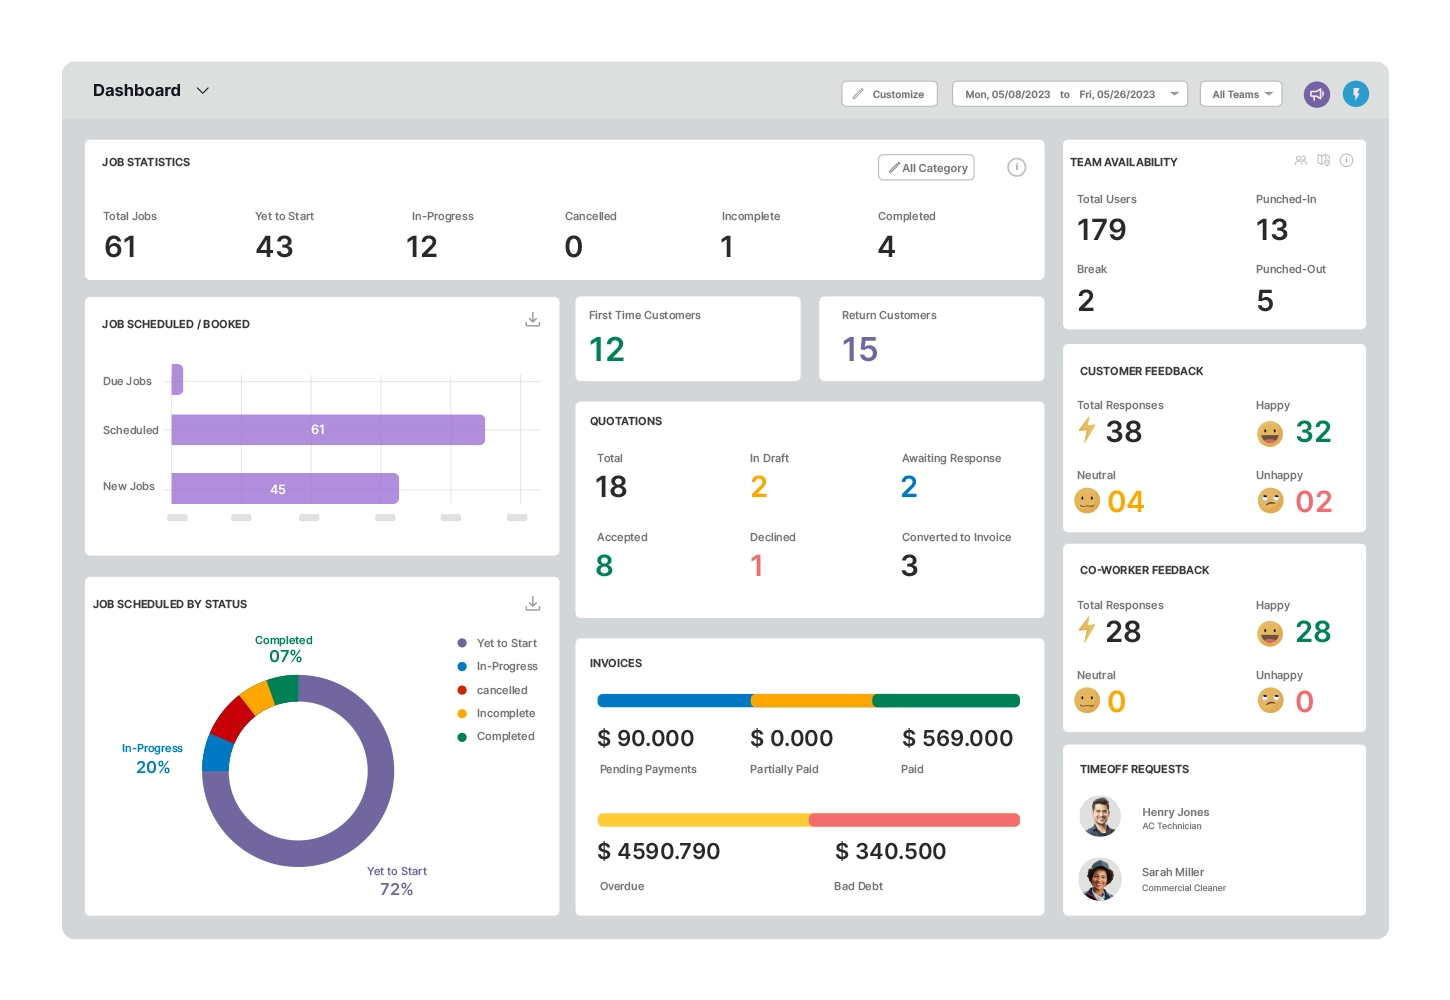 Dashboard
Customize
Mon, 05/08/2023 to Fri, 05/26/2023
All Teams
JOB STATISTICS
All Category
Total Jobs
61
Yet to Start
43
In-Progress
12
Cancelled
0
Incomplete
1
Completed
4
JOB SCHEDULED / BOOKED
Due Jobs
Scheduled
61
New Jobs
45
JOB SCHEDULED BY STATUS
Completed
07%
In-Progress
20%
Yet to Start
72%
Yet to Start
In-Progress
cancelled
Incomplete
Completed
First Time Customers
12
Return Customers
15
QUOTATIONS
Total
18
In Draft
2
Awaiting Response
2
Accepted
8
Declined
1
Converted to Invoice
3
INVOICES
$ 90.000
Pending Payments
$ 0.000
Partially Paid
$ 569.000
Paid
$ 4590.790
Overdue
$ 340.500
Bad Debt
TEAM AVAILABILITY
Total Users
179
Punched-In
13
Break
2
Punched-Out
5
CUSTOMER FEEDBACK
Total Responses
38
Happy
32
Neutral
04
Unhappy
02
CO-WORKER FEEDBACK
Total Responses
28
Happy
28
Neutral
0
Unhappy
0
TIMEOFF REQUESTS
Henry Jones
AC Technician
Sarah Miller
Commercial Cleaner